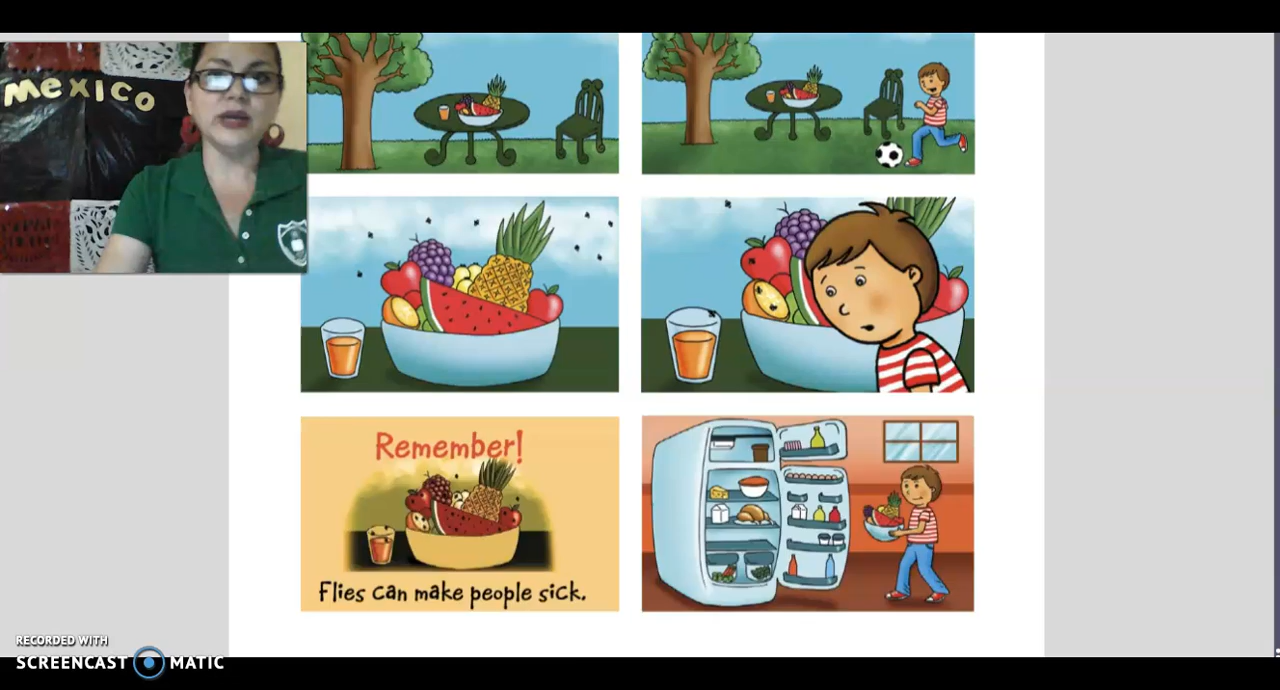 Mexico
Remember!
Flies can make people sick.
RECORDED WITH
SCREENCAST MATIC